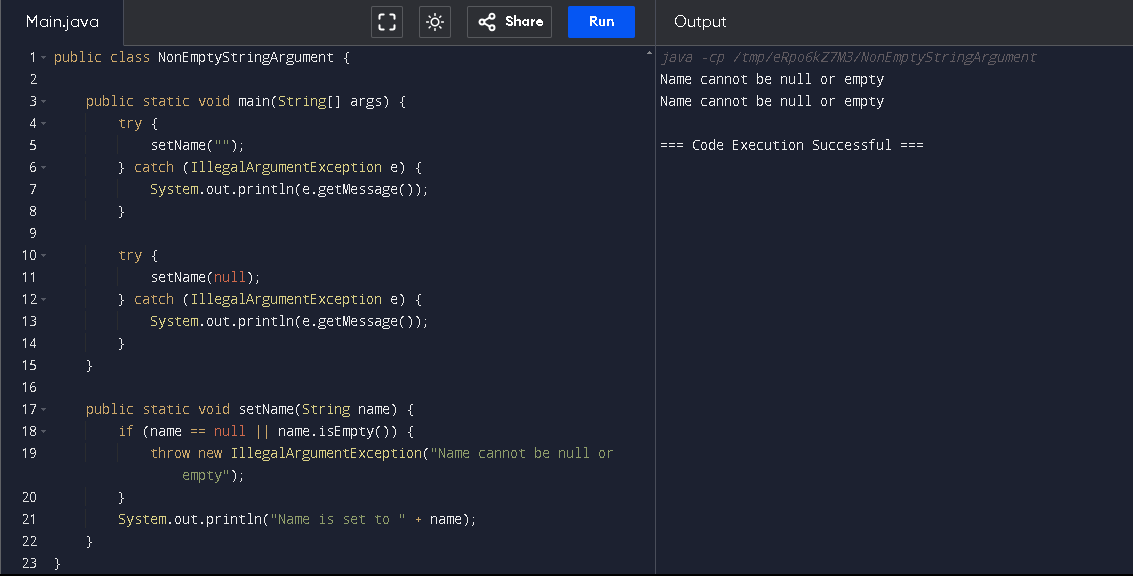 Main.java
Share
Run
Output
1 public class NonEmptyStringArgument {
2
3     public static void main(String[] args) {
4         try {
5             setName("");
6         } catch (IllegalArgumentException e) {
7             System.out.println(e.getMessage());
8         }
9
10         try {
11             setName(null);
12         } catch (IllegalArgumentException e) {
13             System.out.println(e.getMessage());
14         }
15     }
16
17     public static void setName(String name) {
18         if (name == null || name.isEmpty()) {
19             throw new IllegalArgumentException("Name cannot be null or
empty");
20         }
21         System.out.println("Name is set to " + name);
22     }
23 }
java -cp /tmp/eRpo6kZ7M3/NonEmptyStringArgument
Name cannot be null or empty
Name cannot be null or empty
=== Code Execution Successful ===